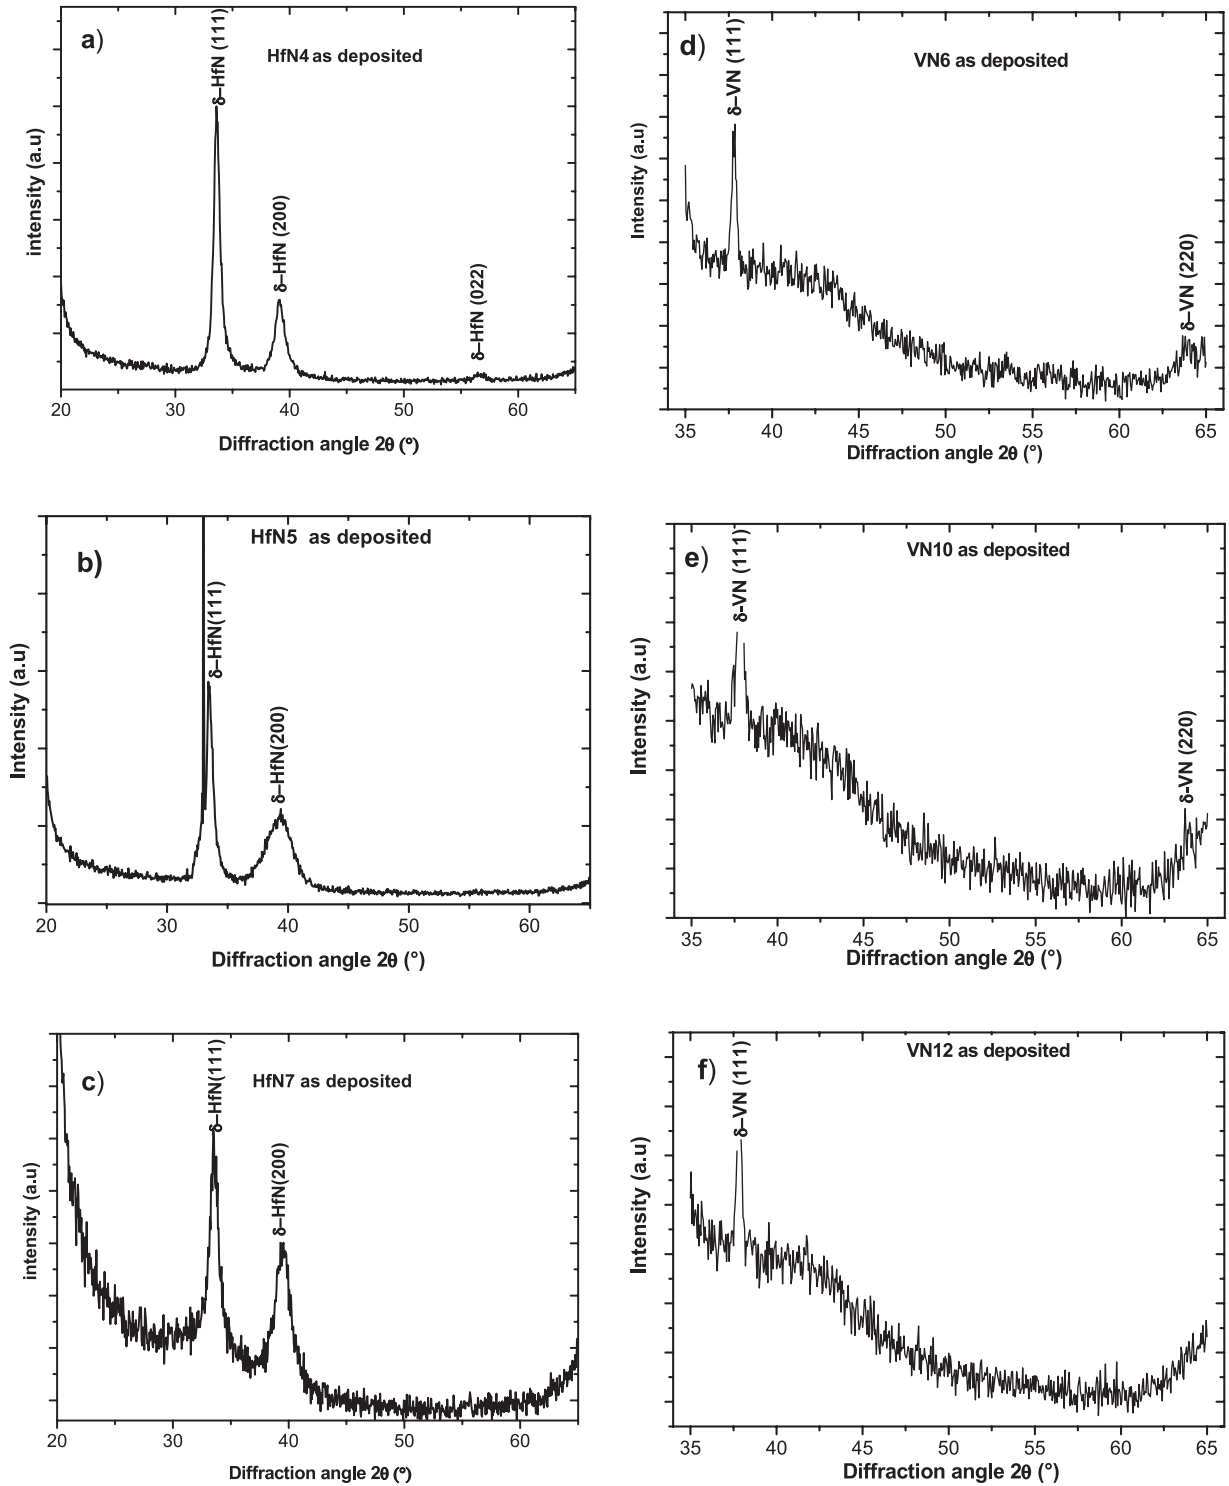 a)
HfN4 as deposited
δ–HfN (111)
δ–HfN (200)
δ–HfN (022)
intensity (a.u)
20 30 40 50 60
Diffraction angle 2θ (°)
d)
VN6 as deposited
δ–VN (111)
δ–VN (220)
Intensity (a.u)
35 40 45 50 55 60 65
Diffraction angle 2θ (°)
b)
HfN5 as deposited
δ–HfN(111)
δ–HfN(200)
Intensity (a.u)
20 30 40 50 60
Diffraction angle 2θ (°)
e)
VN10 as deposited
δ-VN (111)
δ-VN (220)
Intensity (a.u)
35 40 45 50 55 60 65
Diffraction angle 2θ (°)
c)
HfN7 as deposited
δ–HfN(111)
δ–HfN(200)
intensity (a.u)
20 30 40 50 60
Diffraction angle 2θ (°)
f)
VN12 as deposited
δ–VN (111)
Intensity (a.u)
35 40 45 50 55 60 65
Diffraction angle 2θ (°)